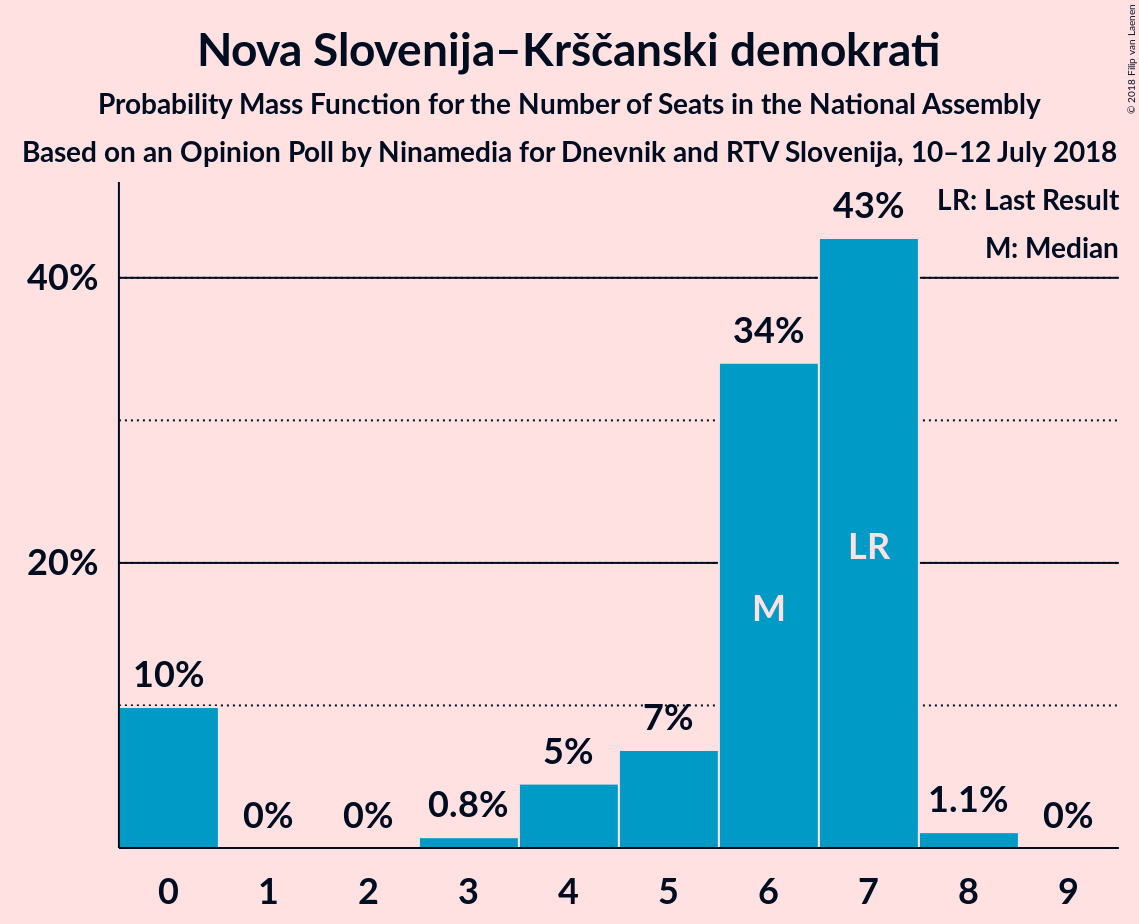 Nova Slovenija–Krščanski demokrati
Probability Mass Function for the Number of Seats in the National Assembly
Based on an Opinion Poll by Ninamedia for Dnevnik and RTV Slovenija, 10–12 July 2018
© 2018 Filip van Laenen
LR: Last Result
M: Median
43%
40%
34%
LR
20%
M
10%
7%
5%
0% 0% 0.8% 1.1% 0%
0 1 2 3 4 5 6 7 8 9